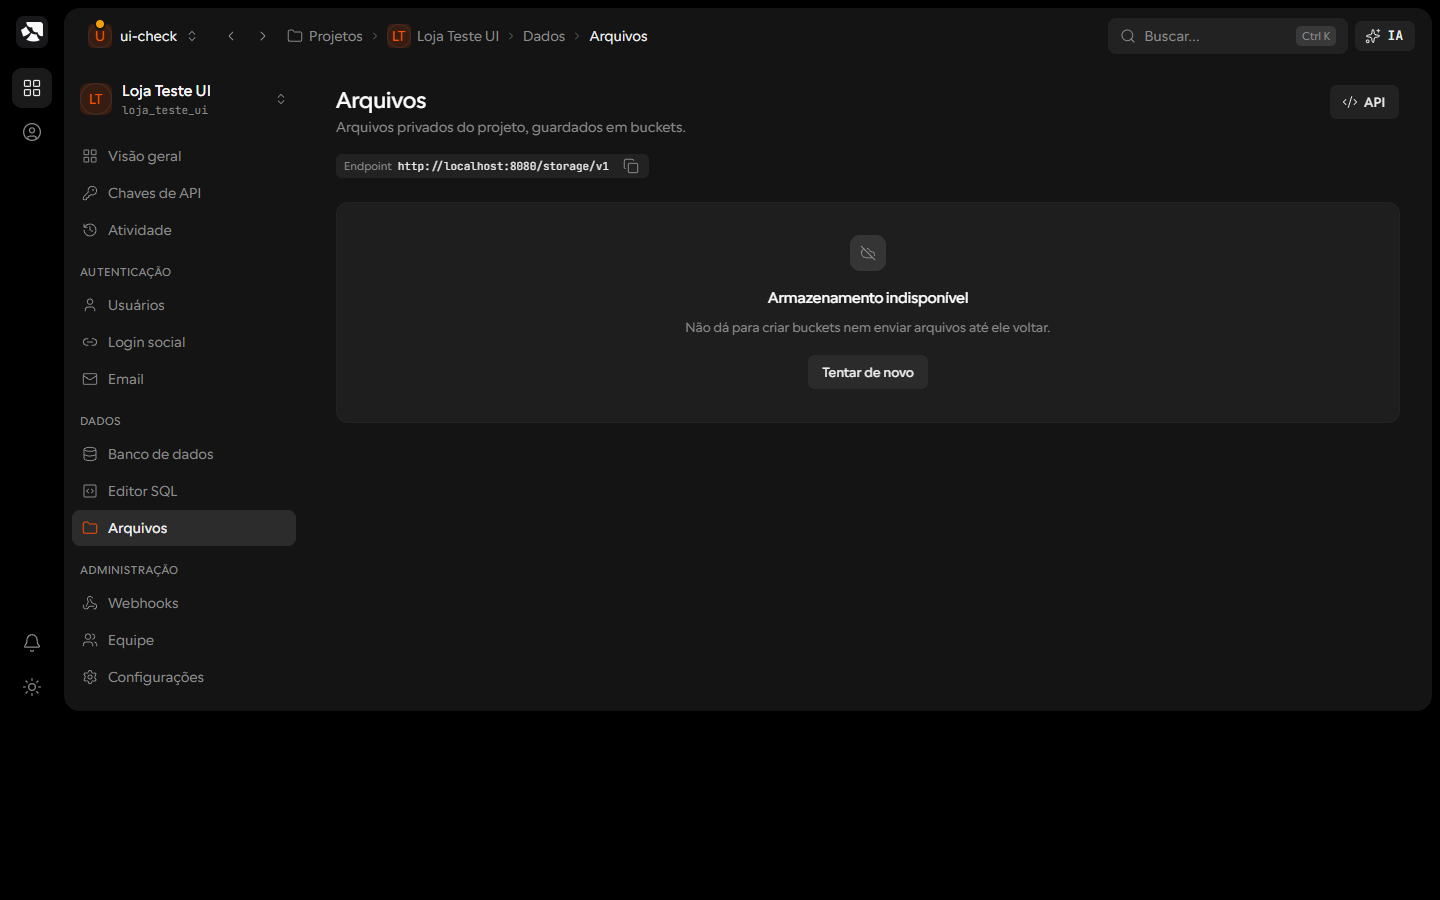 U ui-check
Projetos
LT Loja Teste UI
Dados
Arquivos
Buscar...
Ctrl K
IA
LT
Loja Teste UI
loja_teste_ui
Visão geral
Chaves de API
Atividade
AUTENTICAÇÃO
Usuários
Login social
Email
DADOS
Banco de dados
Editor SQL
Arquivos
ADMINISTRAÇÃO
Webhooks
Equipe
Configurações
Arquivos
API
Arquivos privados do projeto, guardados em buckets.
Endpoint http://localhost:8080/storage/v1
Armazenamento indisponível
Não dá para criar buckets nem enviar arquivos até ele voltar.
Tentar de novo